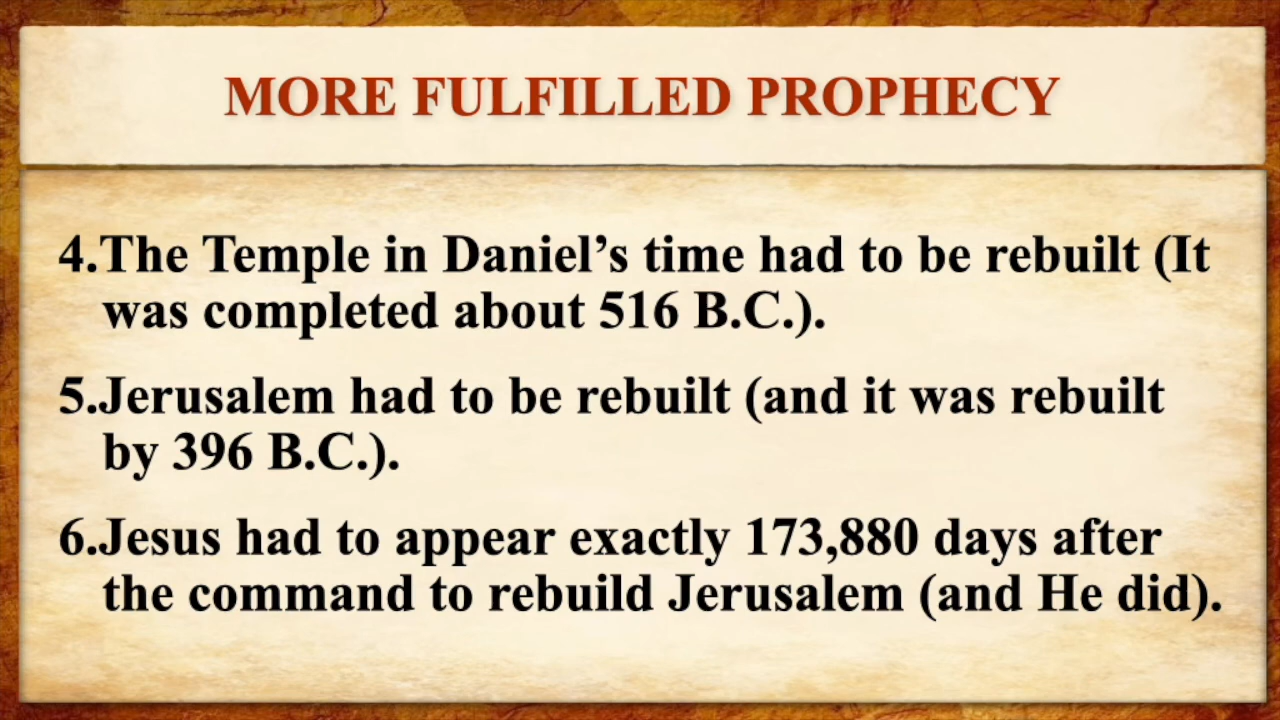 MORE FULFILLED PROPHECY
4.The Temple in Daniel’s time had to be rebuilt (It
was completed about 516 B.C.).
5.Jerusalem had to be rebuilt (and it was rebuilt
by 396 B.C.).
6.Jesus had to appear exactly 173,880 days after
the command to rebuild Jerusalem (and He did).